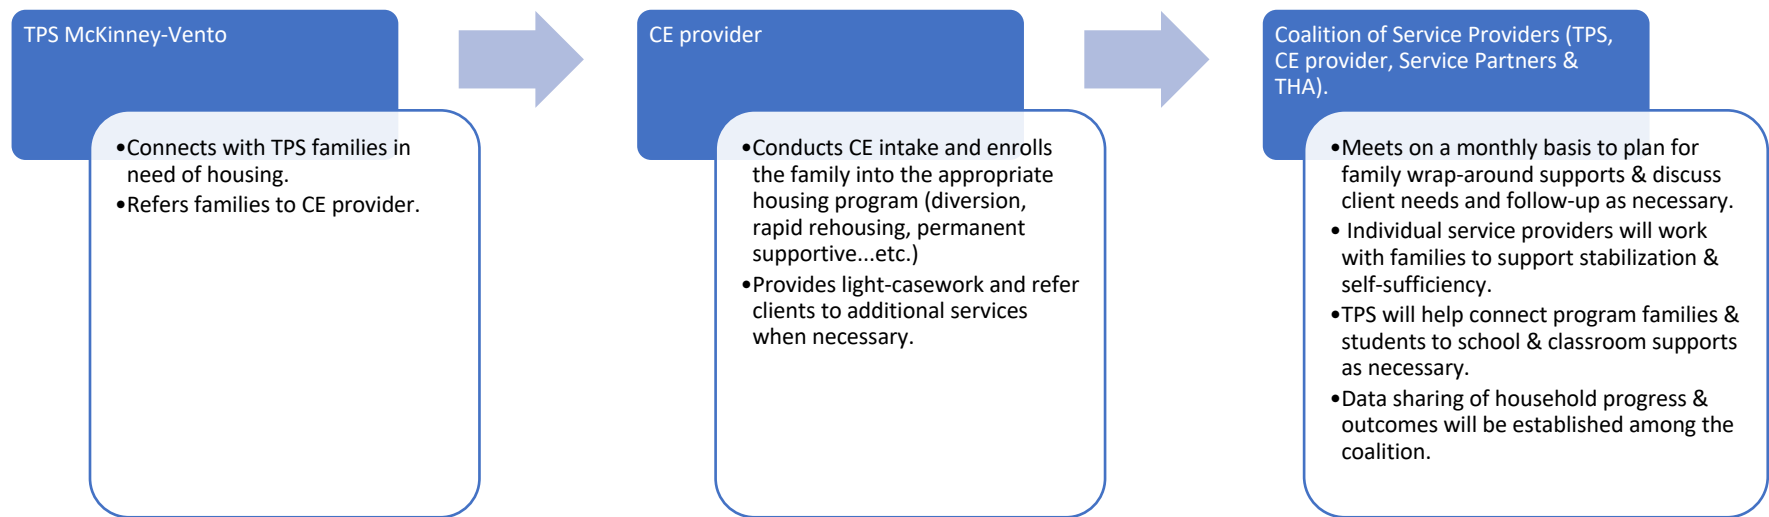 TPS McKinney-Vento
•Connects with TPS families in
need of housing.
•Refers families to CE provider.
CE provider
•Conducts CE intake and enrolls
the family into the appropriate
housing program (diversion,
rapid rehousing, permanent
supportive...etc.)
•Provides light-casework and refer
clients to additional services
when necessary.
Coalition of Service Providers (TPS,
CE provider, Service Partners &
THA).
•Meets on a monthly basis to plan for
family wrap-around supports & discuss
client needs and follow-up as necessary.
• Individual service providers will work
with families to support stabilization &
self-sufficiency.
•TPS will help connect program families &
students to school & classroom supports
as necessary.
•Data sharing of household progress &
outcomes will be established among the
coalition.